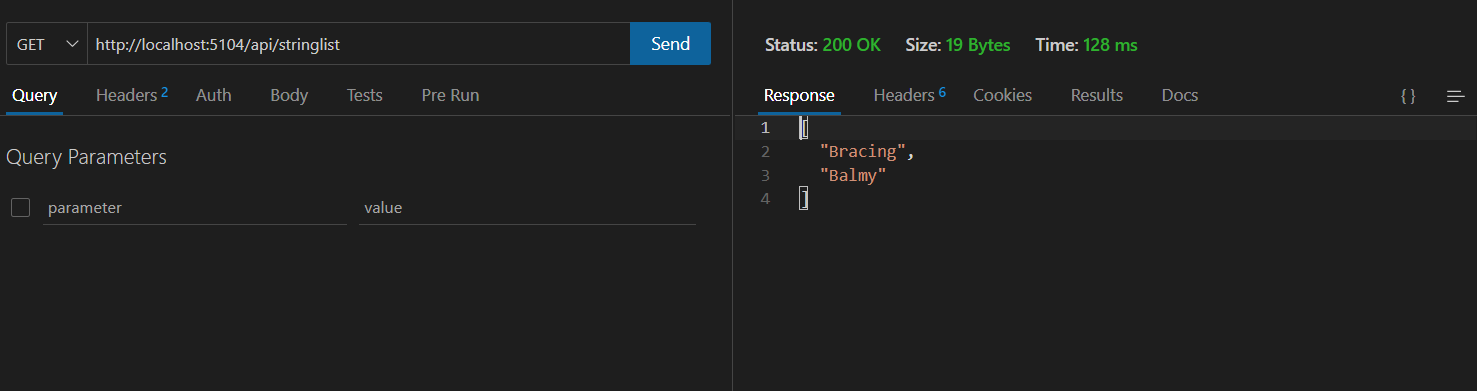 GET http://localhost:5104/api/stringlist Send
Query Headers 2 Auth Body Tests Pre Run
Query Parameters
parameter value
Status: 200 OK Size: 19 Bytes Time: 128 ms
Response Headers 6 Cookies Results Docs { }
1 [
2 "Bracing",
3 "Balmy"
4 ]